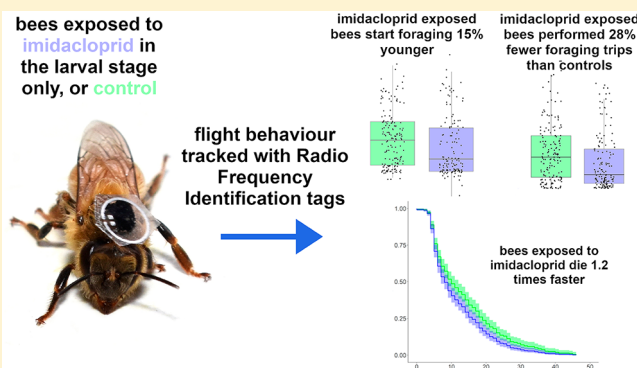 bees exposed to
imidacloprid in
the larval stage
only, or control
flight behaviour
tracked with Radio
Frequency
Identification tags
imidacloprid exposed
bees start foraging 15%
younger
imidacloprid exposed
bees performed 28%
fewer foraging trips
than controls
bees exposed to
imidacloprid die 1.2
times faster
1.00
0.75
0.50
0.25
0.00
0 10 20 30 40 50